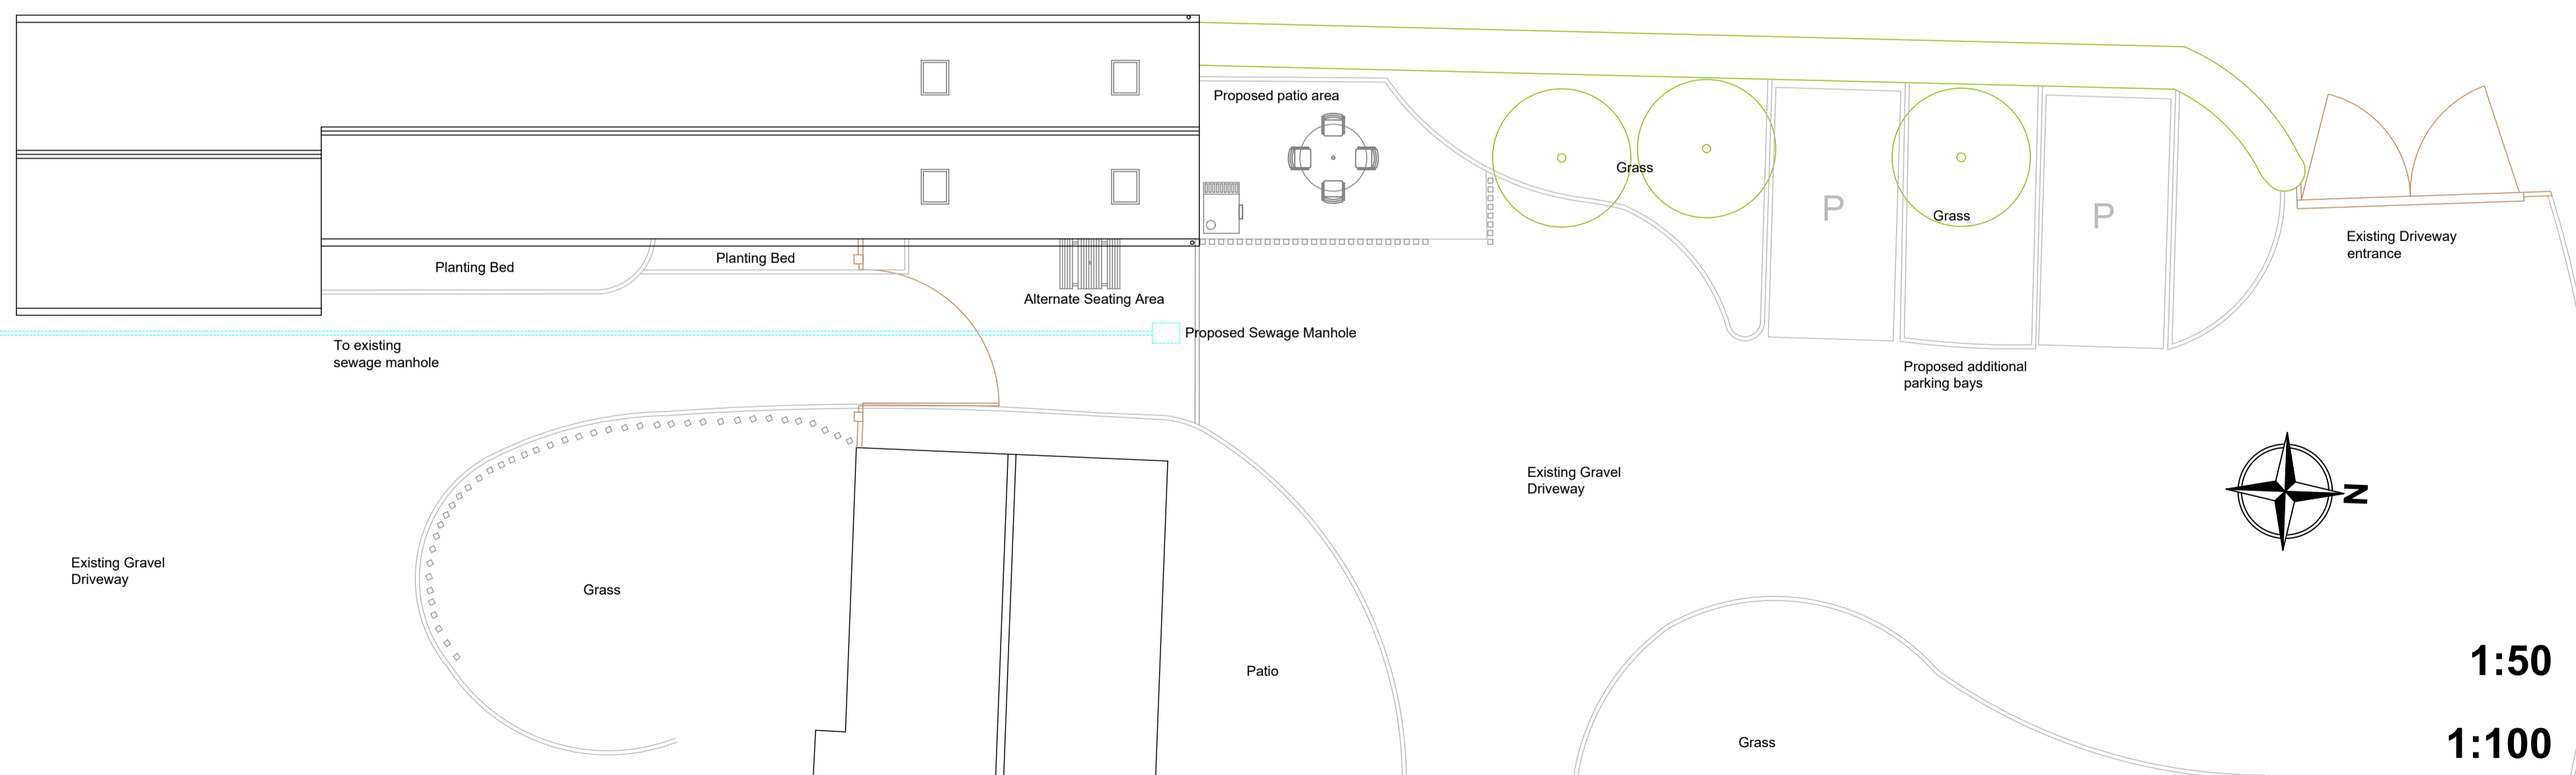 Proposed patio area
Grass
P
Grass
P
Existing Driveway
entrance
Planting Bed
Planting Bed
Alternate Seating Area
Proposed Sewage Manhole
To existing
sewage manhole
Proposed additional
parking bays
Existing Gravel
Driveway
N
Existing Gravel
Driveway
Grass
Patio
Grass
1:50
1:100